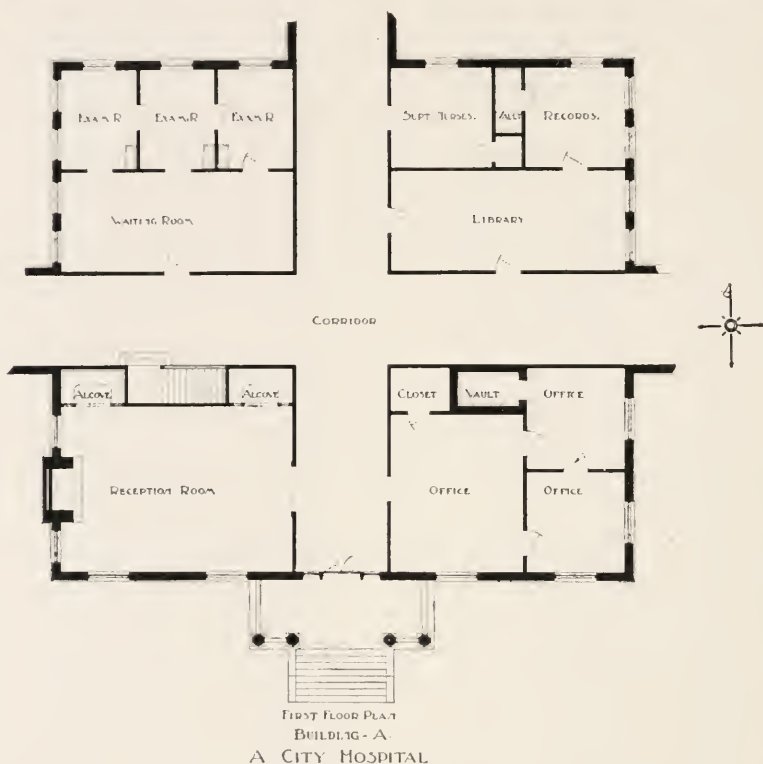 EXAM. R.
EXAM. R.
EXAM. R.
SUPT. NURSES.
VAULT
RECORDS.
WAITING ROOM
LIBRARY
CORRIDOR
ALCOVE
ALCOVE
CLOSET
VAULT
OFFICE
RECEPTION ROOM
OFFICE
OFFICE
FIRST FLOOR PLAN
BUILDING - A
A CITY HOSPITAL